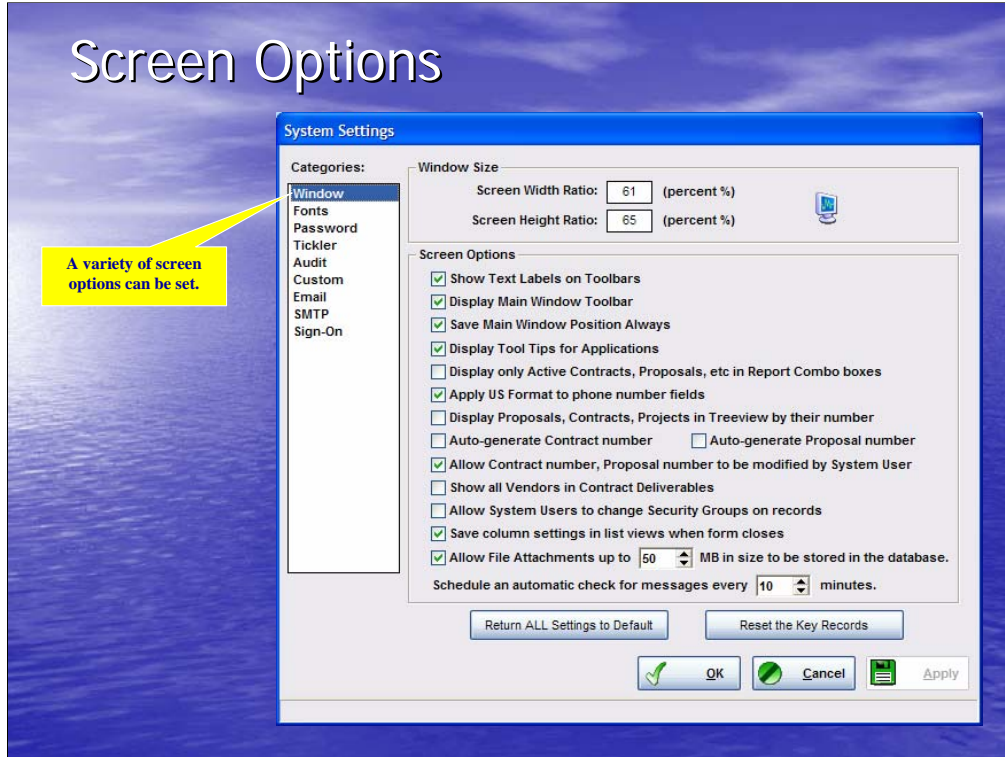 Screen Options
System Settings
Categories:
Window
Fonts
Password
Tickler
Audit
Custom
Email
SMTP
Sign-On
A variety of screen
options can be set.
Window Size
Screen Width Ratio: 61 (percent %)
Screen Height Ratio: 65 (percent %)
Screen Options
Show Text Labels on Toolbars
Display Main Window Toolbar
Save Main Window Position Always
Display Tool Tips for Applications
Display only Active Contracts, Proposals, etc in Report Combo boxes
Apply US Format to phone number fields
Display Proposals, Contracts, Projects in Treeview by their number
Auto-generate Contract number Auto-generate Proposal number
Allow Contract number, Proposal number to be modified by System User
Show all Vendors in Contract Deliverables
Allow System Users to change Security Groups on records
Save column settings in list views when form closes
Allow File Attachments up to 50 MB in size to be stored in the database.
Schedule an automatic check for messages every 10 minutes.
Return ALL Settings to Default Reset the Key Records
OK Cancel Apply